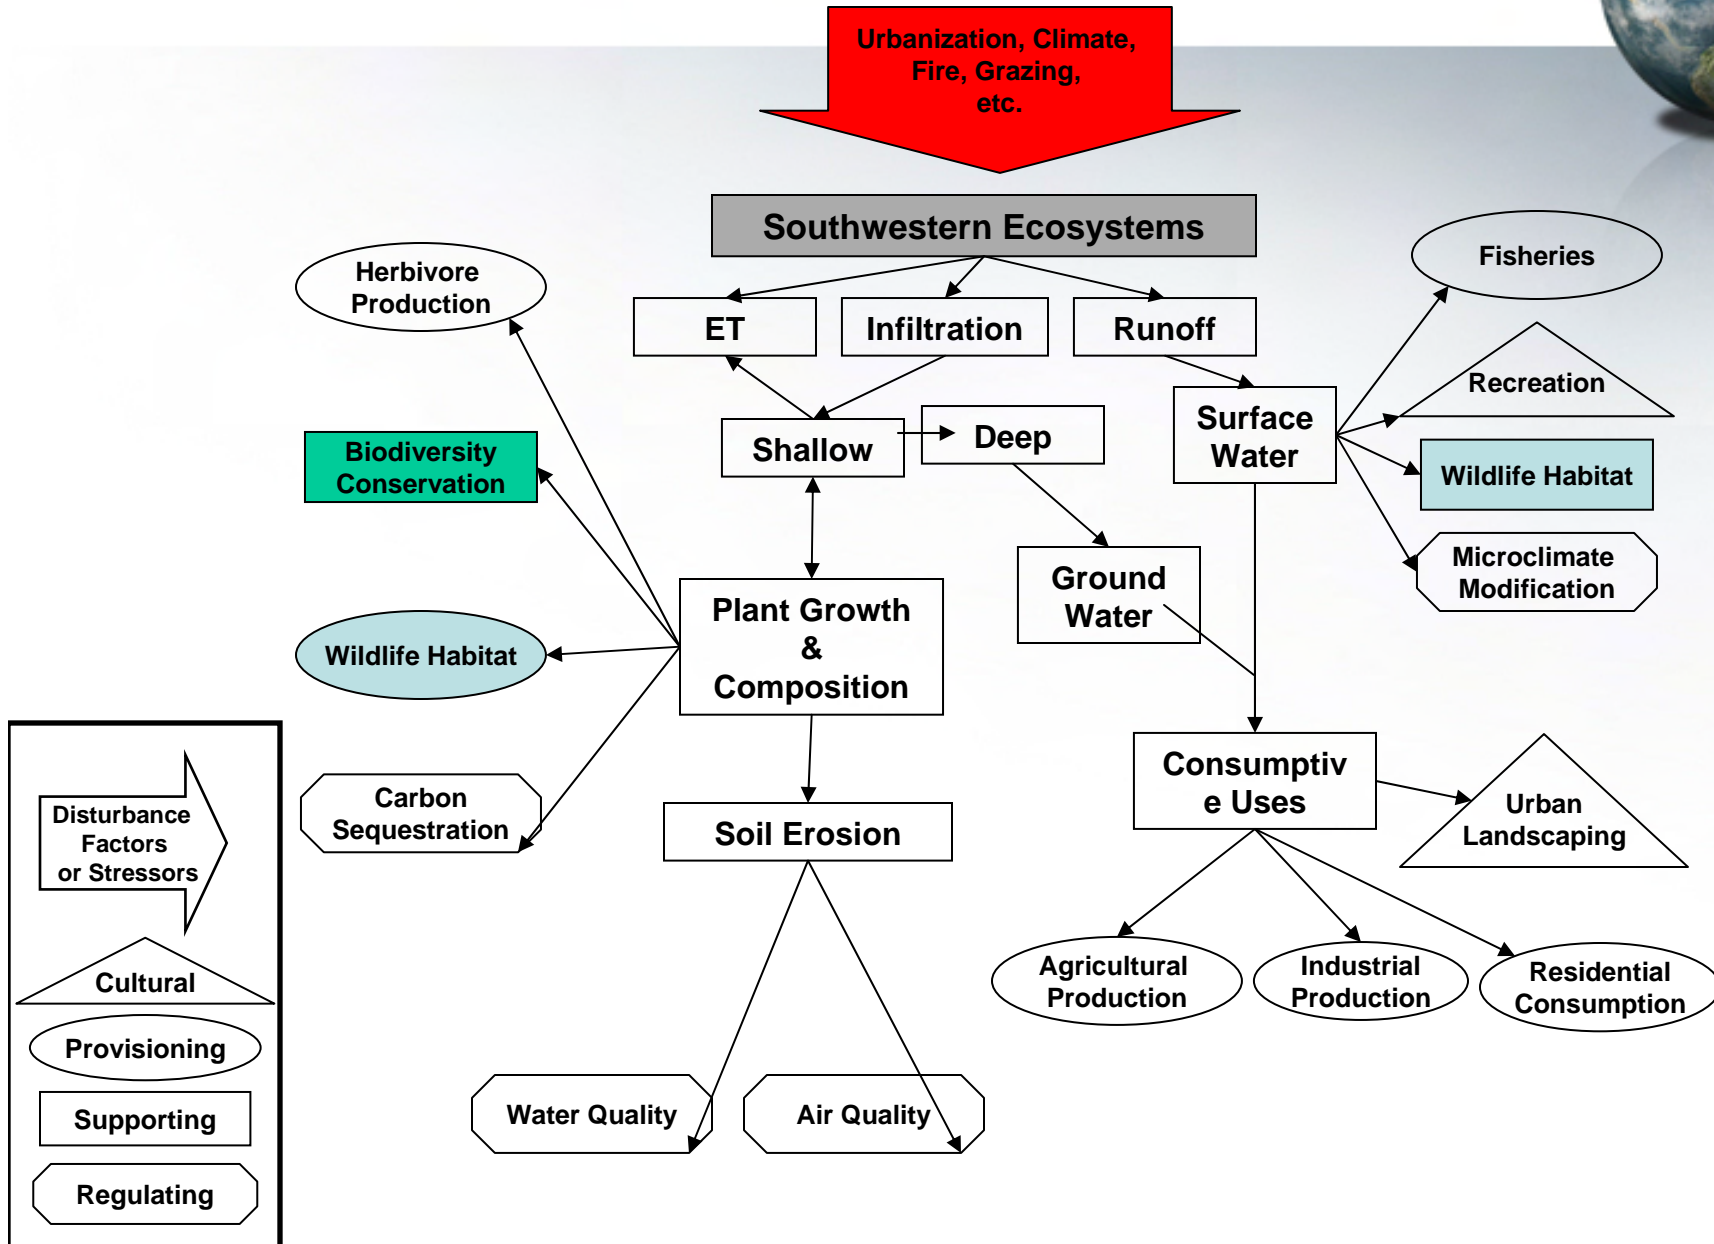 Urbanization, Climate,
Fire, Grazing,
etc.
Southwestern Ecosystems
Herbivore
Production
Fisheries
ET
Infiltration
Runoff
Recreation
Surface
Water
Shallow
Deep
Biodiversity
Conservation
Wildlife Habitat
Microclimate
Modification
Ground
Water
Plant Growth
&
Composition
Wildlife Habitat
Carbon
Sequestration
Soil Erosion
Consumptiv
e Uses
Urban
Landscaping
Agricultural
Production
Industrial
Production
Residential
Consumption
Water Quality
Air Quality
Disturbance
Factors
or Stressors
Cultural
Provisioning
Supporting
Regulating